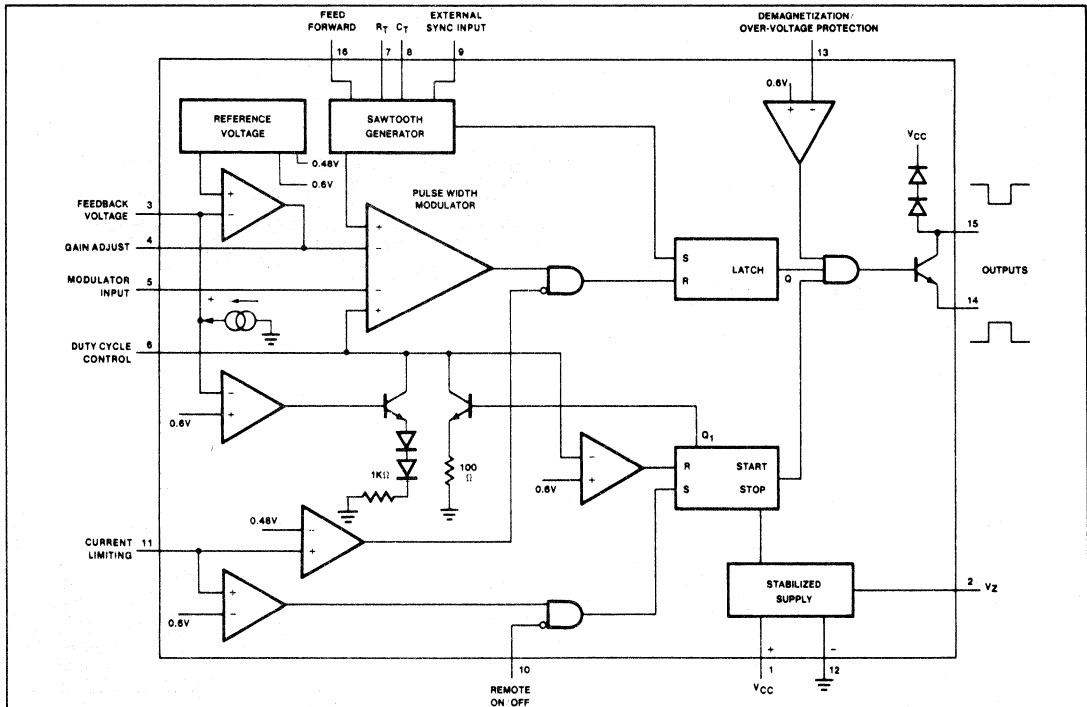 FEED
FORWARD
RT CT
EXTERNAL
SYNC INPUT
DEMAGNETIZATION/
OVER-VOLTAGE PROTECTION
16
7
8
9
13
REFERENCE
VOLTAGE
SAWTOOTH
GENERATOR
0.6V
+ -
VCC
0.48V
0.6V
PULSE WIDTH
MODULATOR
FEEDBACK
VOLTAGE
3
+
-
15
GAIN ADJUST
4
+
-
S
R
LATCH
Q
OUTPUTS
MODULATOR
INPUT
5
-
+
14
+
DUTY CYCLE
CONTROL
6
-
+
0.6V
Q1
1KΩ
100
Ω
-
+
0.6V
R
S
START
STOP
0.48V
-
+
CURRENT
LIMITING
11
+
-
0.6V
STABILIZED
SUPPLY
2
VZ
+
-
10
1
12
REMOTE
ON/OFF
VCC